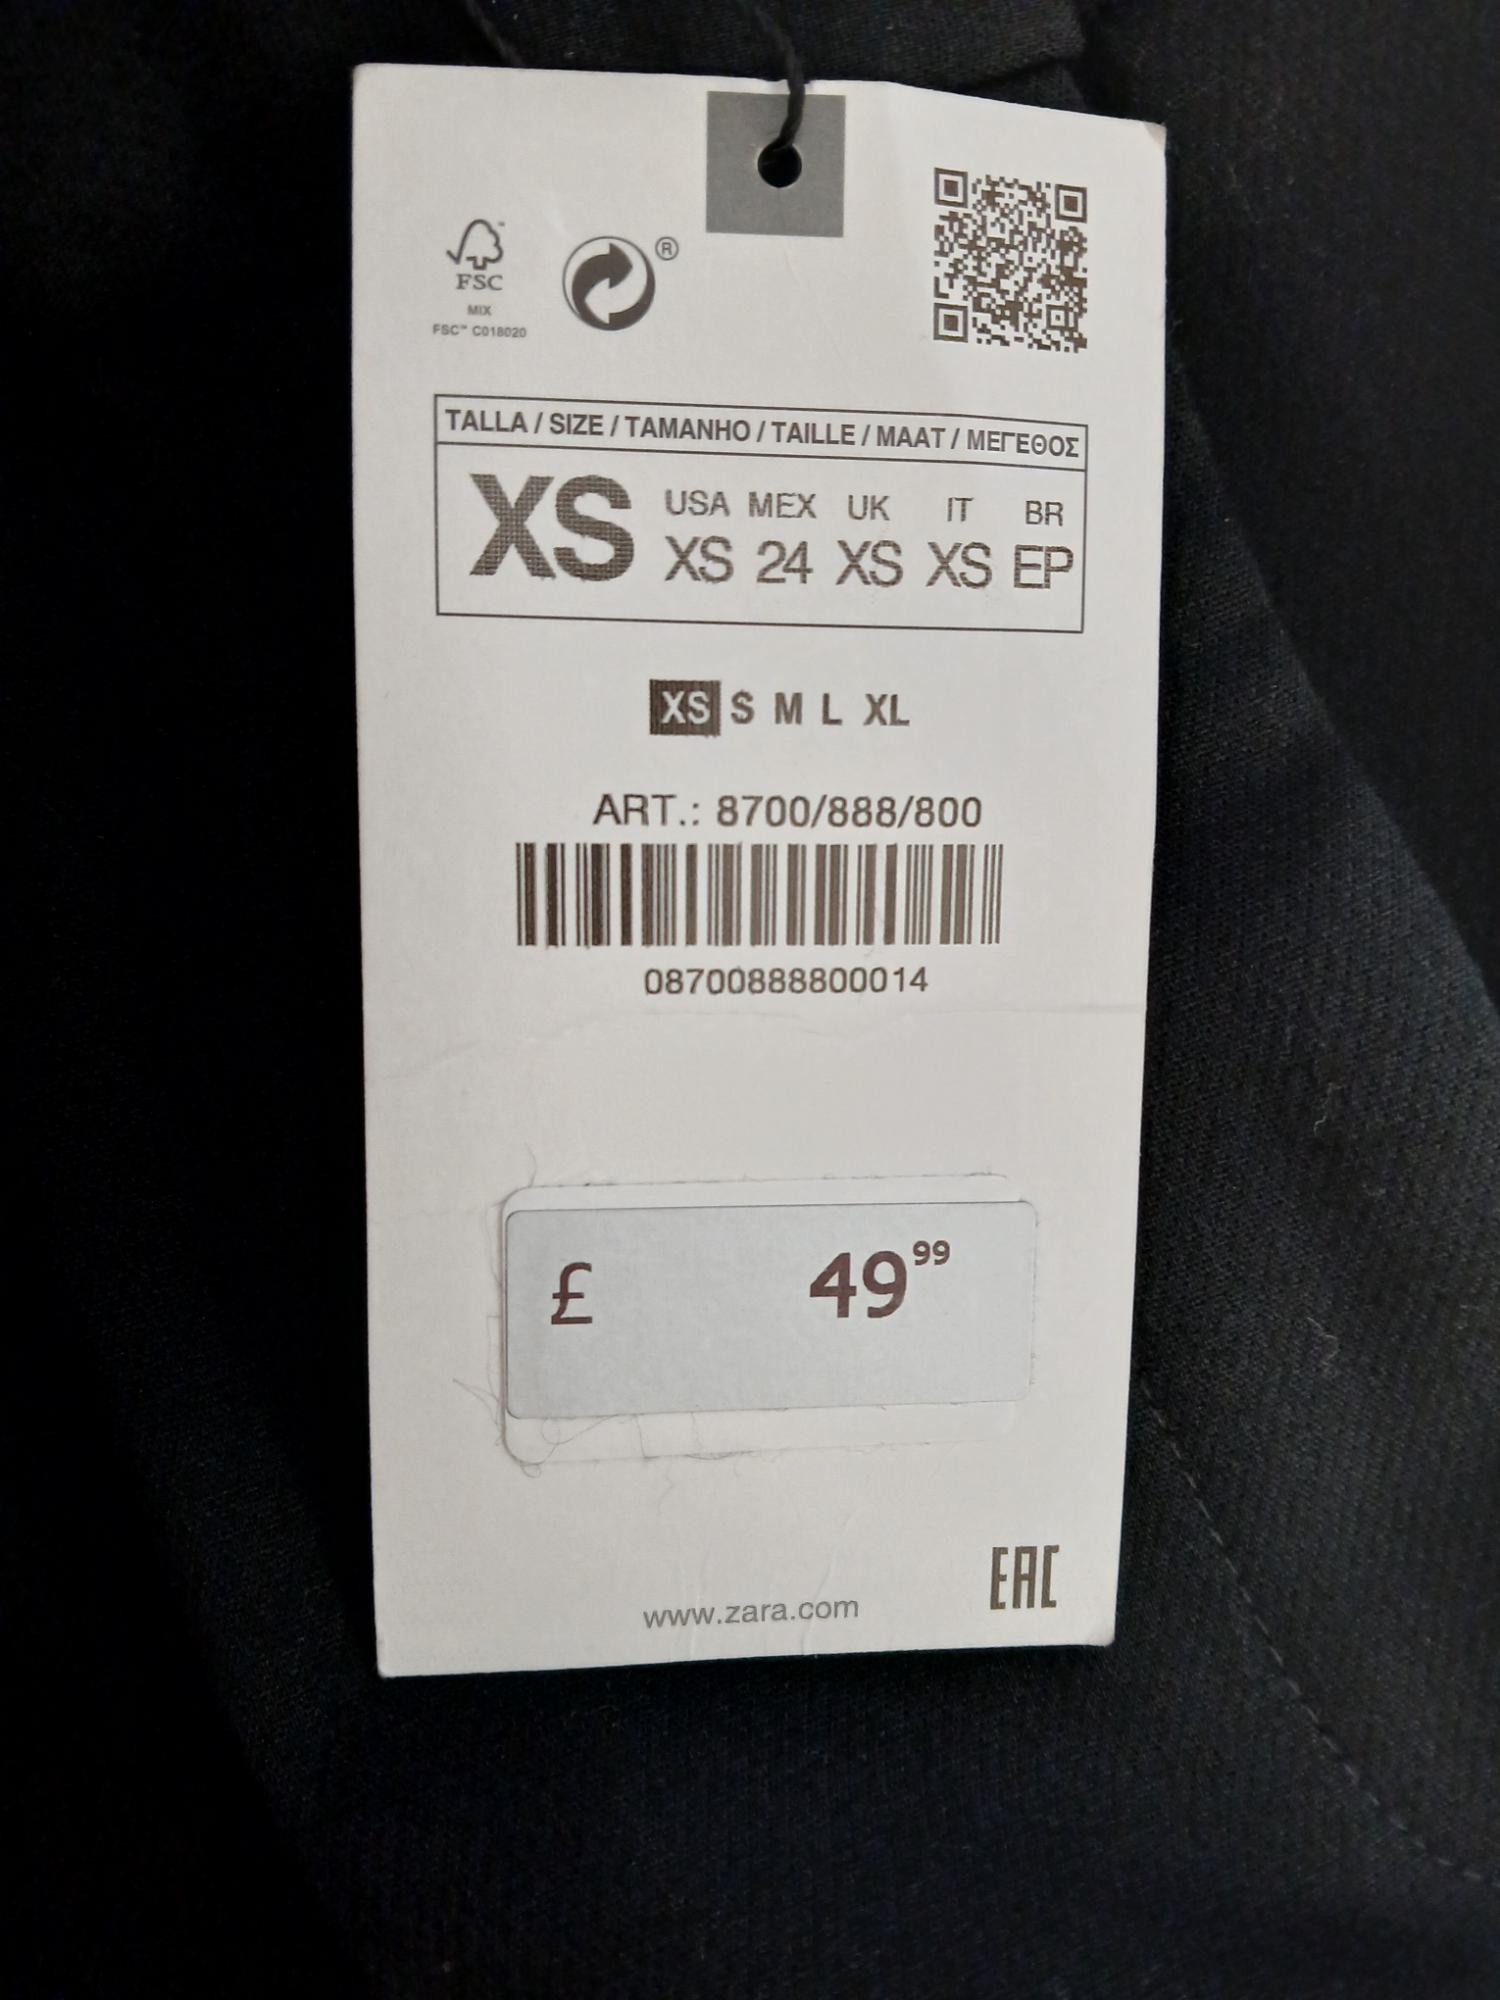 FSC™
MIX
FSC™ C018020
®
TALLA / SIZE / TAMANHO / TAILLE / MAAT / ΜΕΓΕΘΟΣ
XS
USA MEX UK IT BR
XS 24 XS XS EP
XS S M L XL
ART.: 8700/888/800
08700888800014
£ 49⁹⁹
EAC
www.zara.com